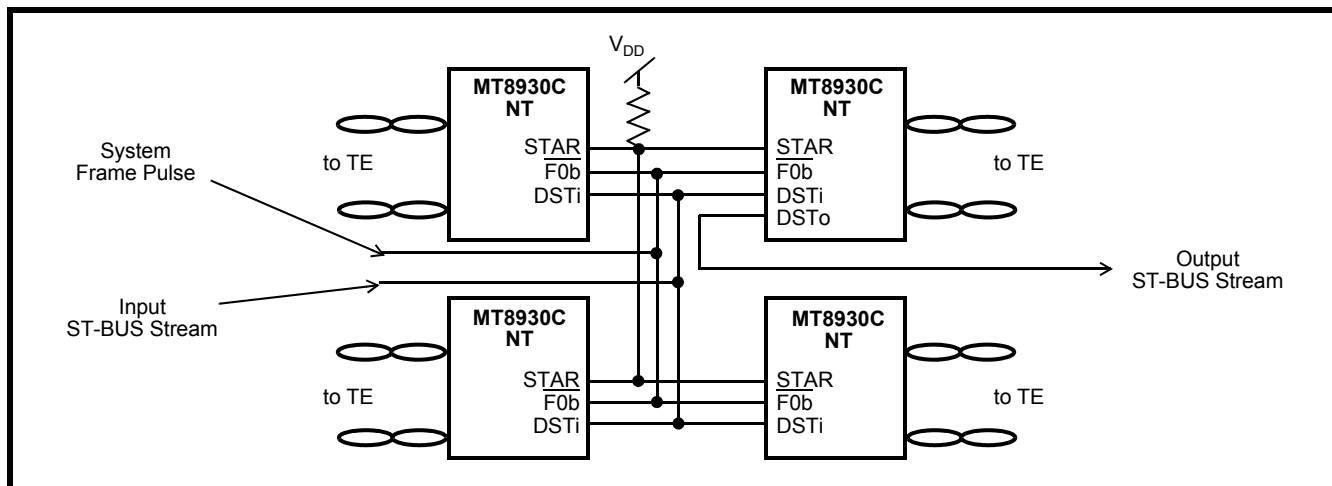 VDD
MT8930C
NT
STAR
F0b
DSTi
to TE
MT8930C
NT
STAR
F0b
DSTi
DSTo
to TE
System
Frame Pulse
Input
ST-BUS Stream
Output
ST-BUS Stream
MT8930C
NT
STAR
F0b
DSTi
to TE
MT8930C
NT
STAR
F0b
DSTi
to TE